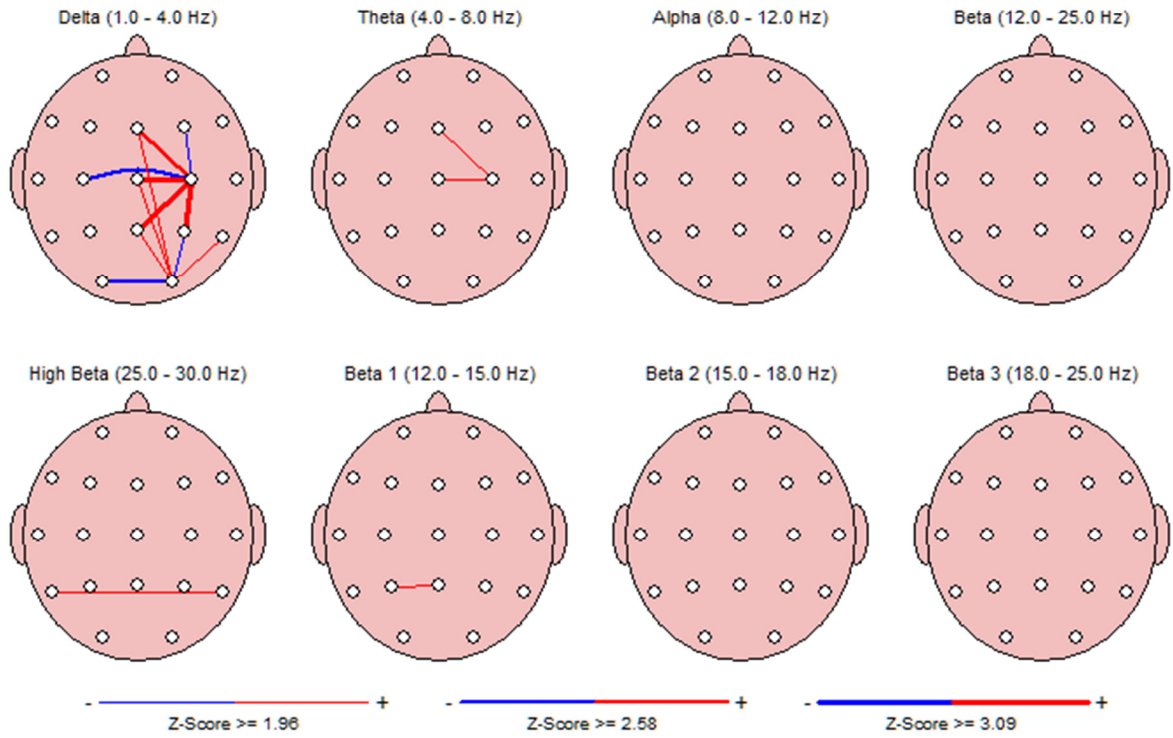 Delta (1.0 - 4.0 Hz) Theta (4.0 - 8.0 Hz) Alpha (8.0 - 12.0 Hz) Beta (12.0 - 25.0 Hz)
High Beta (25.0 - 30.0 Hz) Beta 1 (12.0 - 15.0 Hz) Beta 2 (15.0 - 18.0 Hz) Beta 3 (18.0 - 25.0 Hz)
- + - + - +
Z-Score >= 1.96 Z-Score >= 2.58 Z-Score >= 3.09